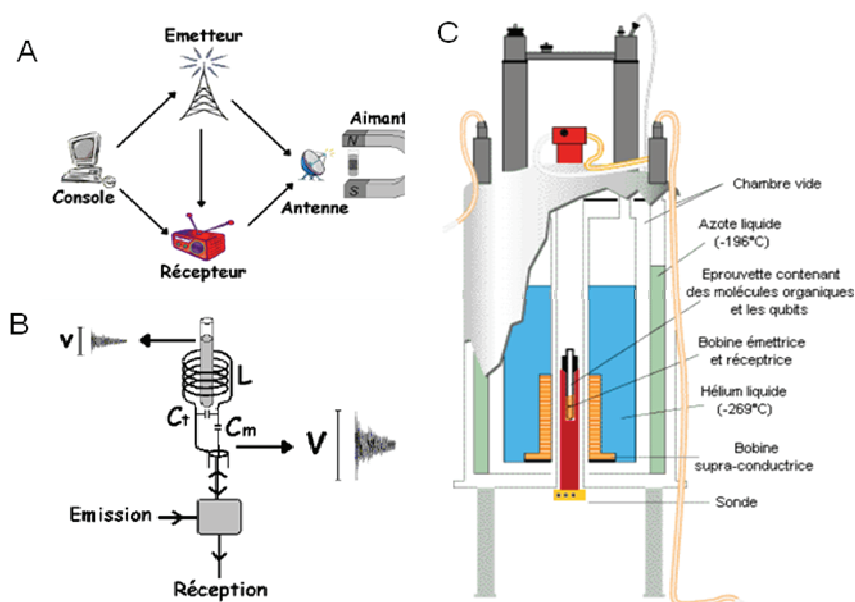 A
Emetteur
Aimant
N
S
Console
Antenne
Récepteur
B
v
L
Ct
Cm
V
Emission
Réception
C
Chambre vide
Azote liquide
(-196°C)
Eprouvette contenant
des molécules organiques
et les qubits
Bobine émettrice
et réceptrice
Hélium liquide
(-269°C)
Bobine
supra-conductrice
Sonde